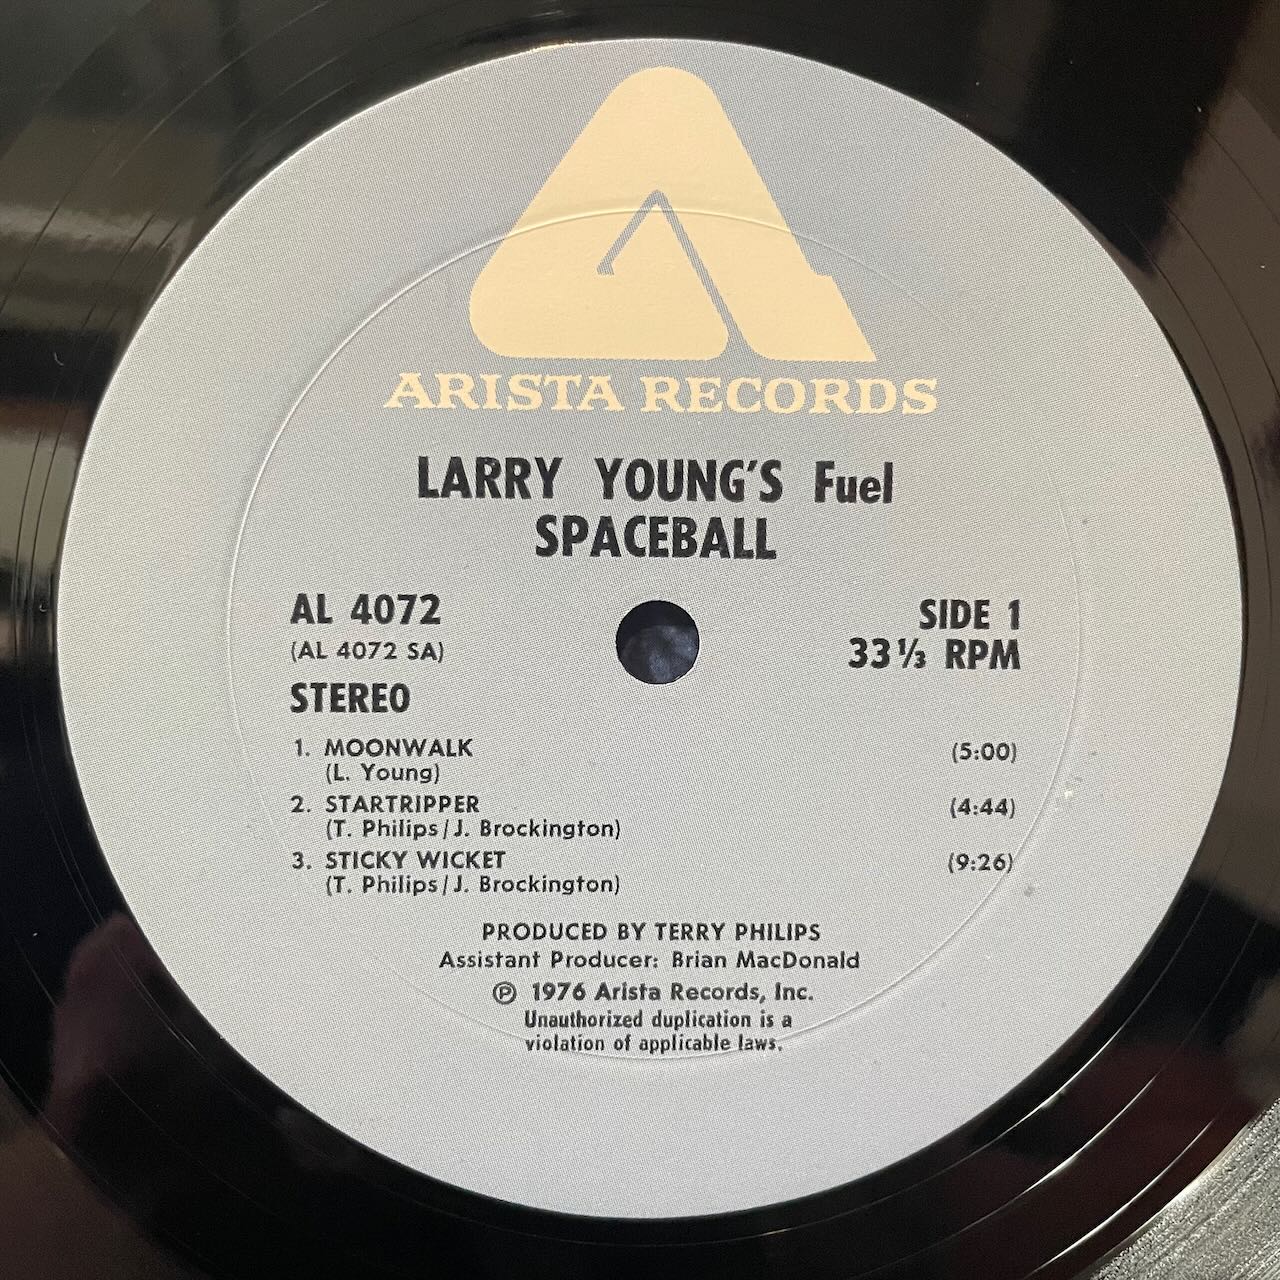 ARISTA RECORDS
LARRY YOUNG'S Fuel
SPACEBALL
AL 4072
(AL 4072 SA)
STEREO
SIDE 1
33⅓ RPM
1. MOONWALK (5:00)
(L. Young)
2. STARTRIPPER (4:44)
(T. Philips/J. Brockington)
3. STICKY WICKET (9:26)
(T. Philips/J. Brockington)
PRODUCED BY TERRY PHILIPS
Assistant Producer: Brian MacDonald
℗ 1976 Arista Records, Inc.
Unauthorized duplication is a
violation of applicable laws.